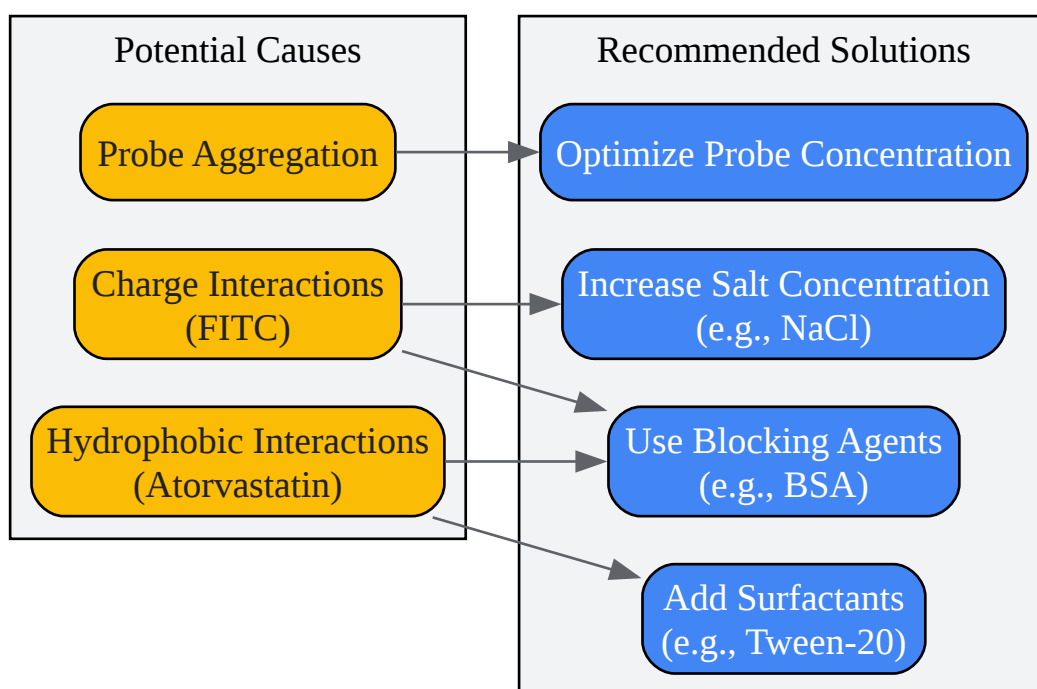 Potential Causes
Probe Aggregation
Charge Interactions
(FITC)
Hydrophobic Interactions
(Atorvastatin)
Recommended Solutions
Optimize Probe Concentration
Increase Salt Concentration
(e.g., NaCl)
Use Blocking Agents
(e.g., BSA)
Add Surfactants
(e.g., Tween-20)